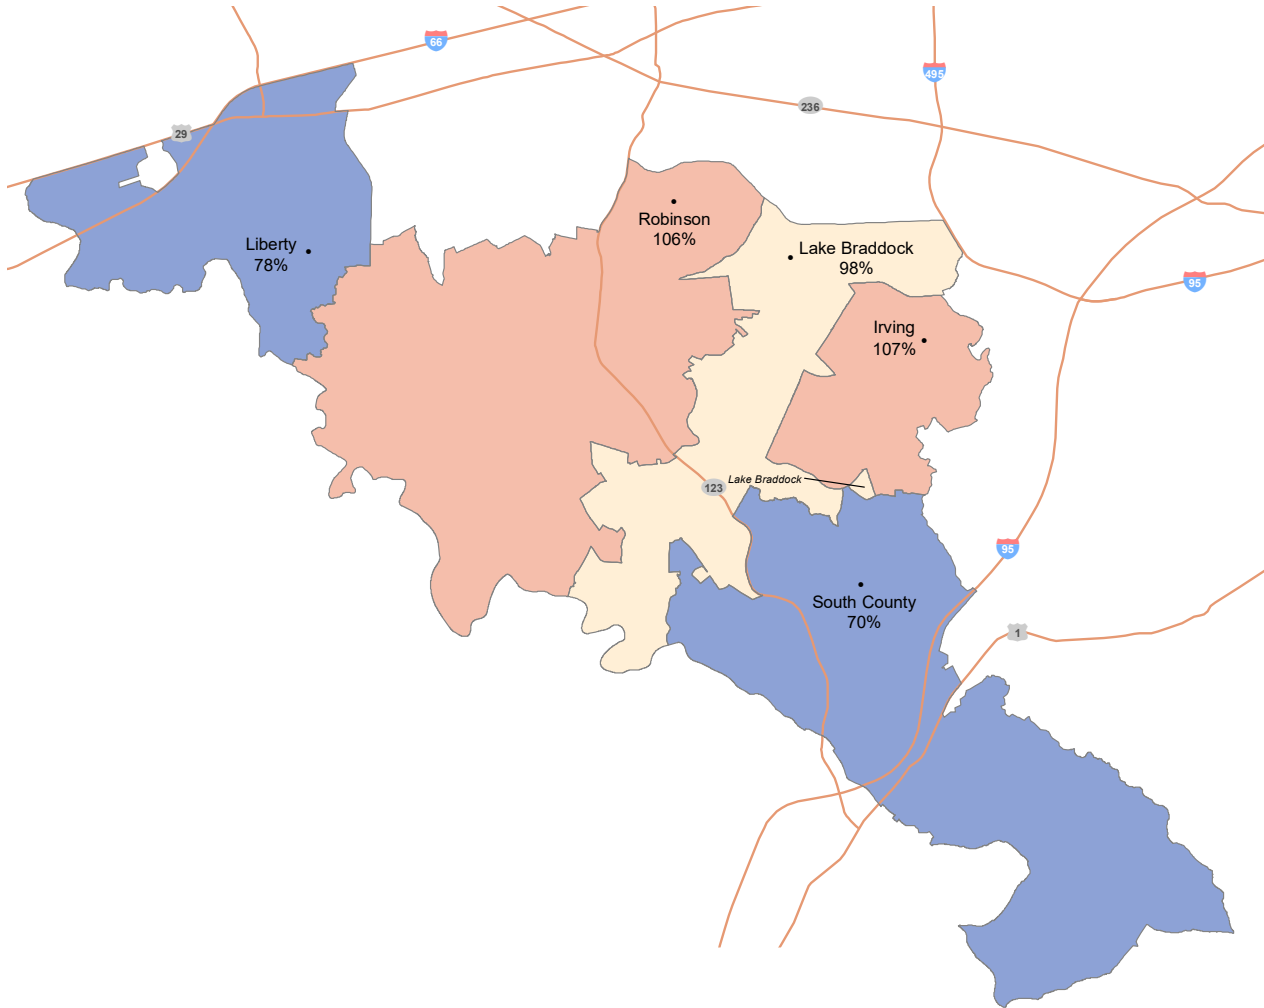 66
495
236
29
Robinson
106%
Liberty
78%
Lake Braddock
98%
95
Irving
107%
Lake Braddock
123
95
South County
70%
1